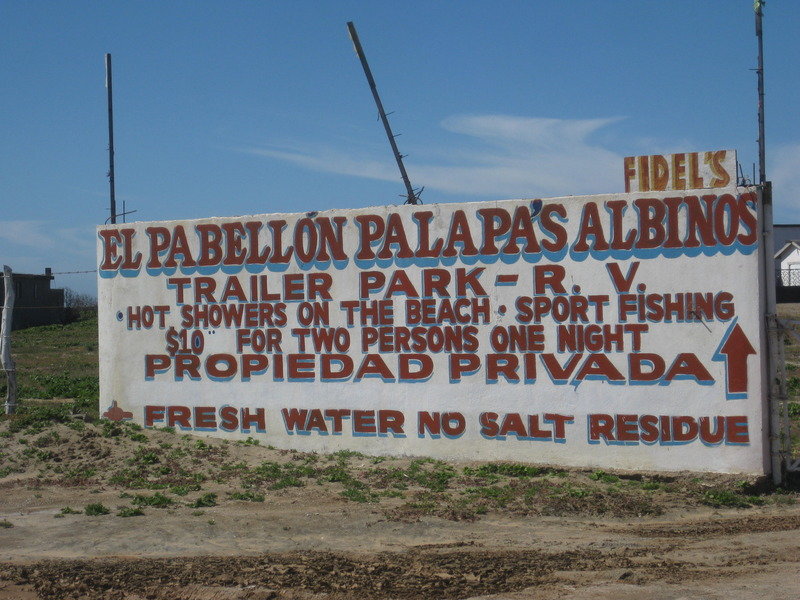 FIDEL'S
EL PABELLÓN PALAPA'S ALBINOS
TRAILER PARK - R. V.
• HOT SHOWERS ON THE BEACH • SPORT FISHING
$10 ºº FOR TWO PERSONS ONE NIGHT
PROPIEDAD PRIVADA
FRESH WATER NO SALT RESIDUE